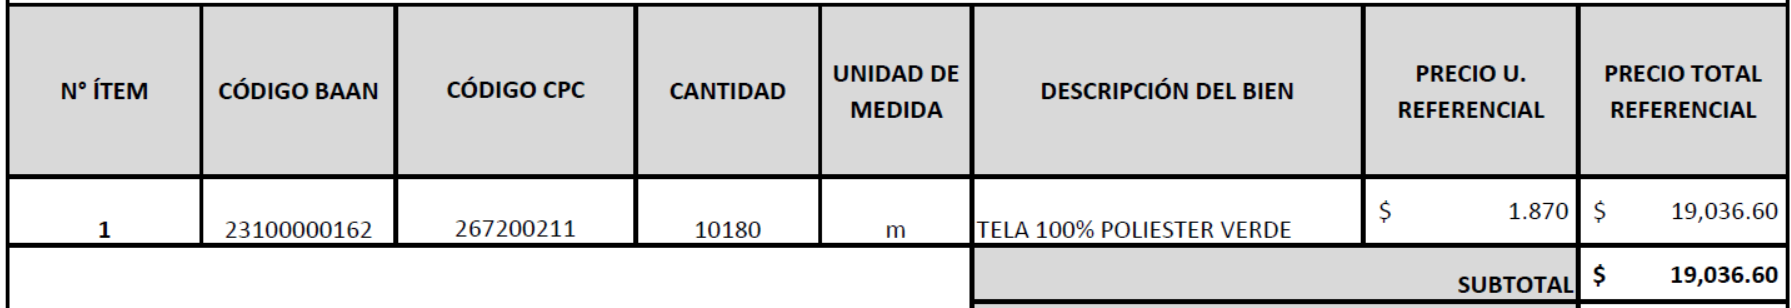 N° ÍTEM CÓDIGO BAAN CÓDIGO CPC CANTIDAD UNIDAD DE MEDIDA DESCRIPCIÓN DEL BIEN PRECIO U. REFERENCIAL PRECIO TOTAL REFERENCIAL
1 23100000162 267200211 10180 m TELA 100% POLIESTER VERDE $ 1.870 $ 19,036.60
SUBTOTAL $ 19,036.60